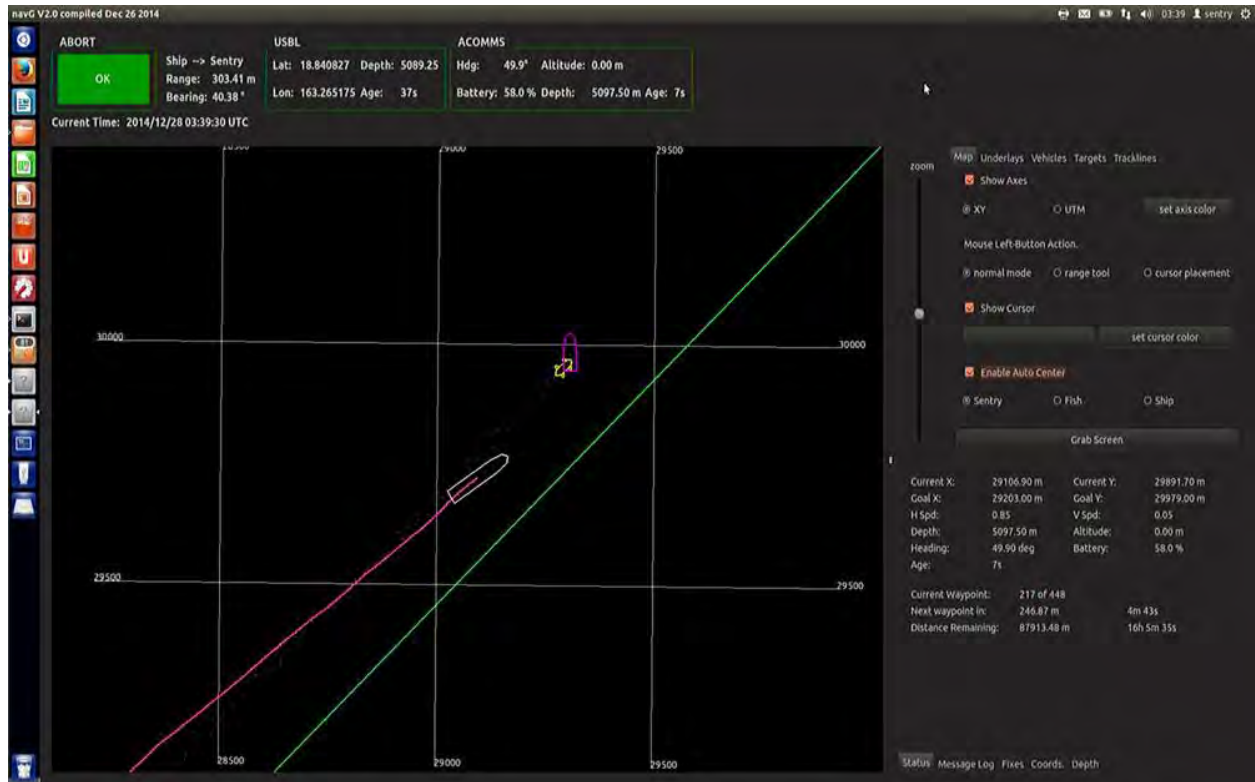 navG V2.0 compiled Dec 26 2014
03:39 sentry
ABORT
OK
Ship --> Sentry
Range: 303.41 m
Bearing: 40.38 °
USBL
Lat: 18.840827 Depth: 5089.25
Lon: 163.265175 Age: 37s
ACOMMS
Hdg: 49.9° Altitude: 0.00 m
Battery: 58.0 % Depth: 5097.50 m Age: 7s
Current Time: 2014/12/28 03:39:30 UTC
28500 29000 29500
30000 30000
29500 29500
28500 29000 29500
zoom
Map Underlays Vehicles Targets Tracklines
Show Axes
XY UTM set axis color
Mouse Left-Button Action.
normal mode range tool cursor placement
Show Cursor
set cursor color
Enable Auto Center
Sentry Fish Ship
Grab Screen
Current X: 29106.90 m Current Y: 29891.70 m
Goal X: 29203.00 m Goal Y: 29979.00 m
H Spd: 0.85 V Spd: 0.05
Depth: 5097.50 m Altitude: 0.00 m
Heading: 49.90 deg Battery: 58.0 %
Age: 7s
Current Waypoint: 217 of 448
Next waypoint in: 246.87 m 4m 43s
Distance Remaining: 87913.48 m 16h 5m 35s
Status Message Log Fixes Coords. Depth